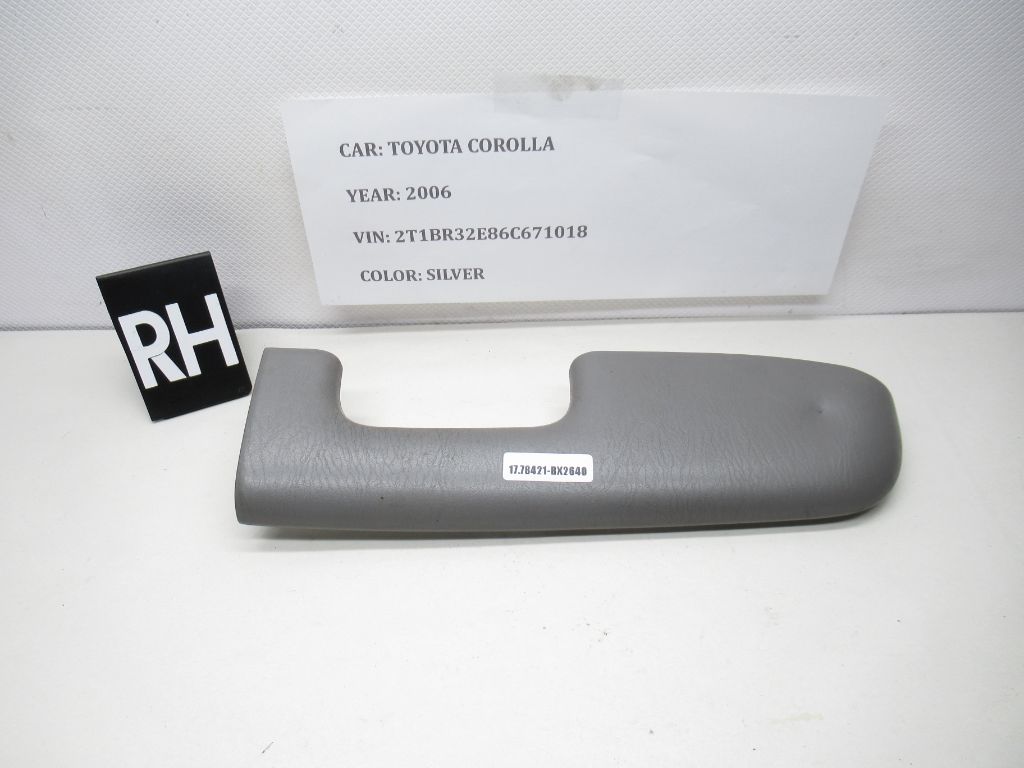 CAR: TOYOTA COROLLA
YEAR: 2006
VIN: 2T1BR32E86C671018
COLOR: SILVER
RH
17.78421-BX2640